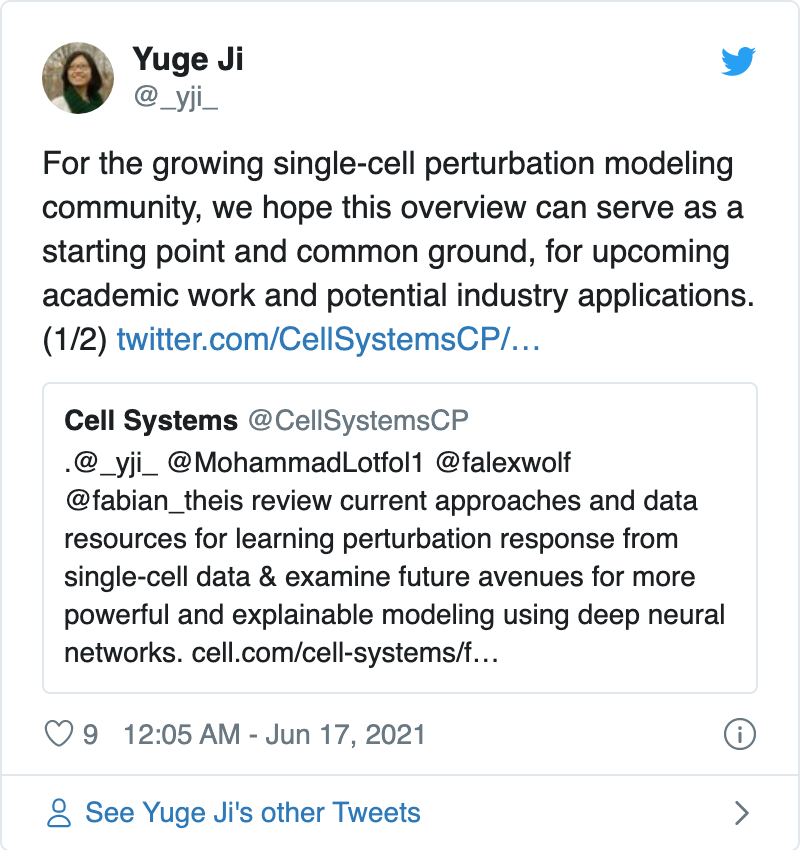 Yuge Ji
@_yji_
For the growing single-cell perturbation modeling
community, we hope this overview can serve as a
starting point and common ground, for upcoming
academic work and potential industry applications.
(1/2) twitter.com/CellSystemsCP/…
Cell Systems @CellSystemsCP
.@_yji_ @MohammadLotfol1 @falexwolf
@fabian_theis review current approaches and data
resources for learning perturbation response from
single-cell data & examine future avenues for more
powerful and explainable modeling using deep neural
networks. cell.com/cell-systems/f…
9 12:05 AM - Jun 17, 2021
See Yuge Ji's other Tweets